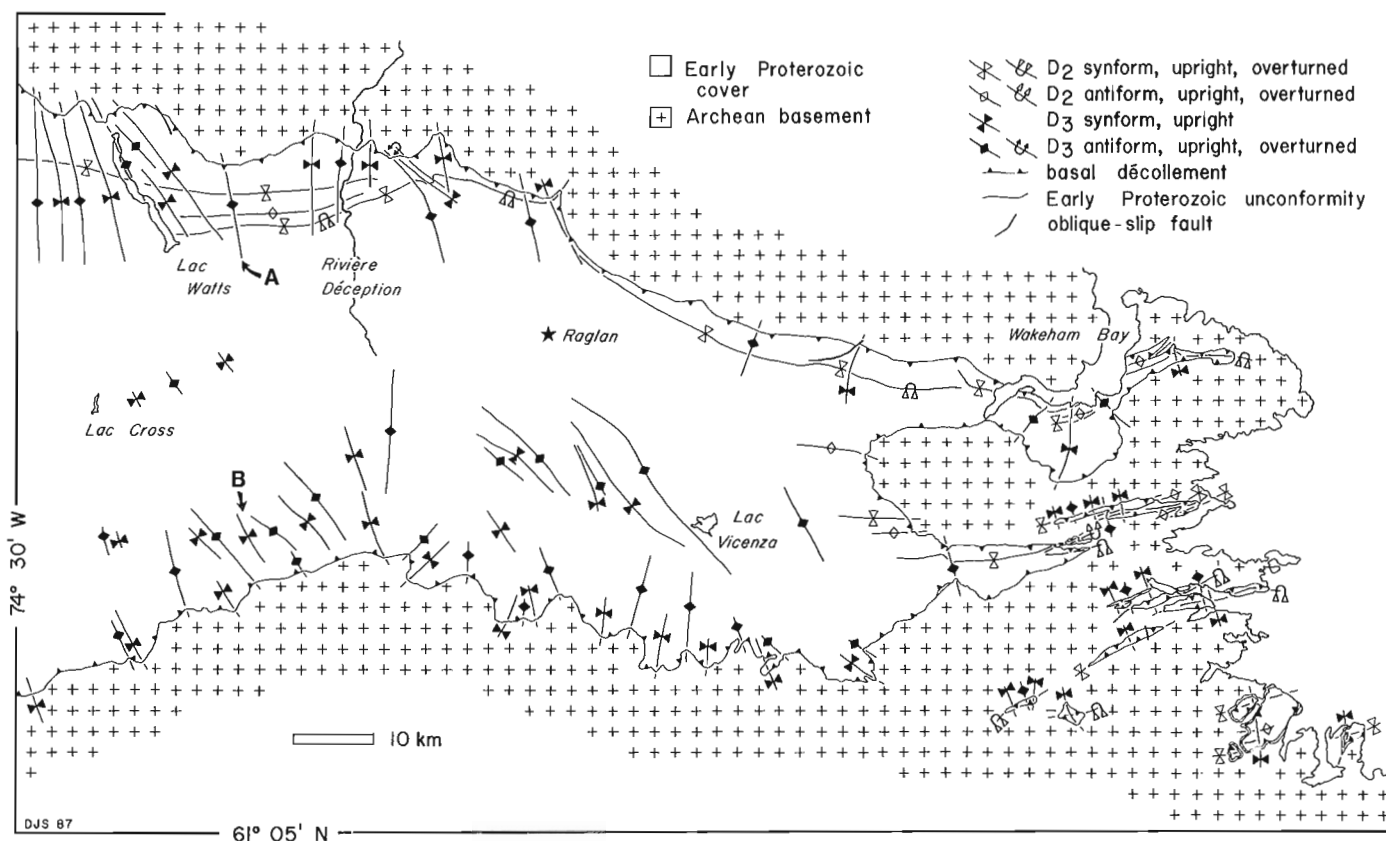 Early Proterozoic
cover
Archean basement
D2 synform, upright, overturned
D2 antiform, upright, overturned
D3 synform, upright
D3 antiform, upright, overturned
basal décollement
Early Proterozoic unconformity
oblique-slip fault
Lac
Watts
A
Rivière
Déception
Raglan
Wakeham Bay
Lac Cross
B
Lac
Vicenza
74° 30' W
10 km
DJS 87
61° 05' N